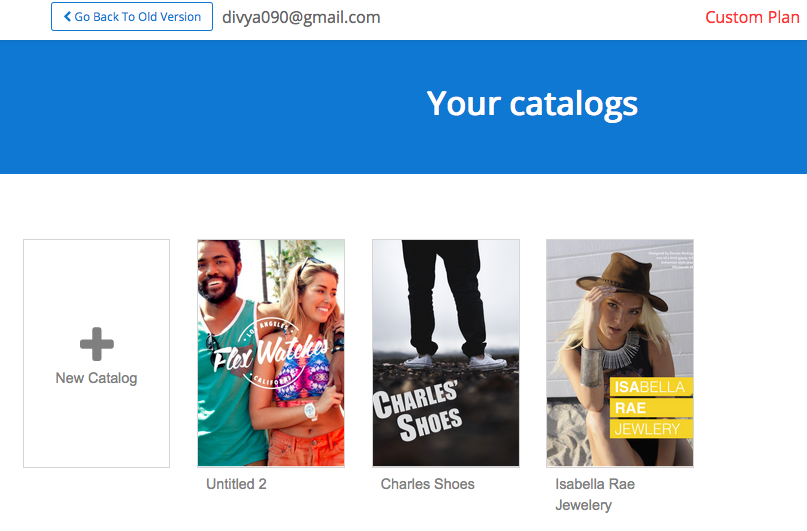 Go Back To Old Version
divya090@gmail.com
Custom Plan
Your catalogs
New Catalog
LOS ANGELES
Flex Watches
CALIFORNIA
CHARLES'
SHOES
ISABELLA
RAE
JEWLERY
Untitled 2
Charles Shoes
Isabella Rae
Jewelery